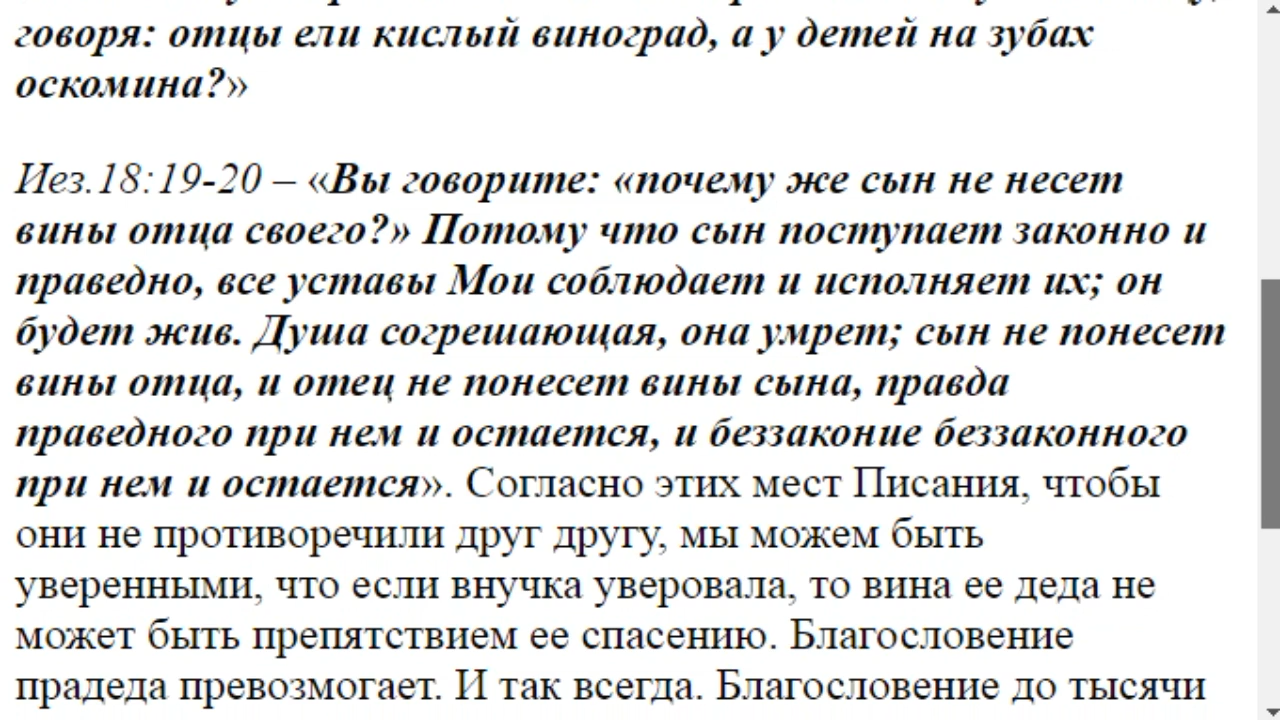 говоря: отцы ели кислый виноград, а у детей на зубах
оскомина?»
Иез.18:19-20 – «Вы говорите: «почему же сын не несет
вины отца своего?» Потому что сын поступает законно и
праведно, все уставы Мои соблюдает и исполняет их; он
будет жив. Душа согрешающая, она умрет; сын не понесет
вины отца, и отец не понесет вины сына, правда
праведного при нем и остается, и беззаконие беззаконного
при нем и остается». Согласно этих мест Писания, чтобы
они не противоречили друг другу, мы можем быть
уверенными, что если внучка уверовала, то вина ее деда не
может быть препятствием ее спасению. Благословение
прадеда превозмогает. И так всегда. Благословение до тысячи